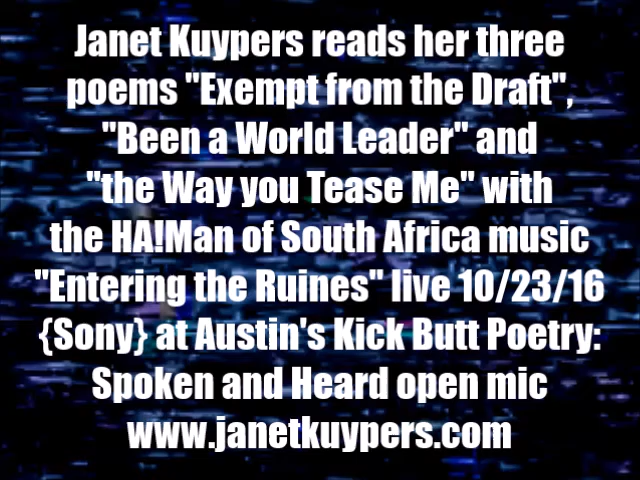 Janet Kuypers reads her three
poems "Exempt from the Draft",
"Been a World Leader" and
"the Way you Tease Me" with
the HA!Man of South Africa music
"Entering the Ruines" live 10/23/16
{Sony} at Austin's Kick Butt Poetry:
Spoken and Heard open mic
www.janetkuypers.com